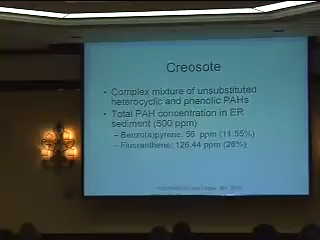 Creosote
• Complex mixture of unsubstituted
heterocyclic and phenolic PAHs
• Total PAH concentration in ER
sediment (500 ppm)
– Benzo(a)pyrene: 56 ppm (11.55%)
– Fluoranthene: 126.44 ppm (26%)